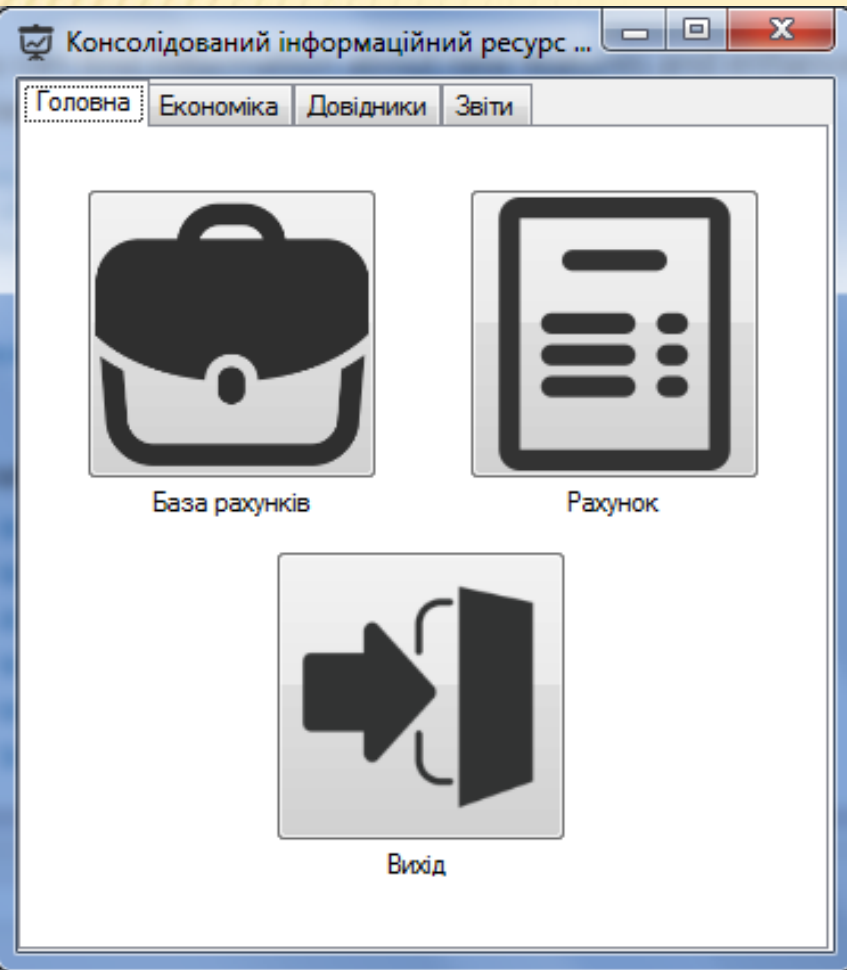 Консолідований інформаційний ресурс ...
Головна Економіка Довідники Звіти
База рахунків Рахунок
Вихід